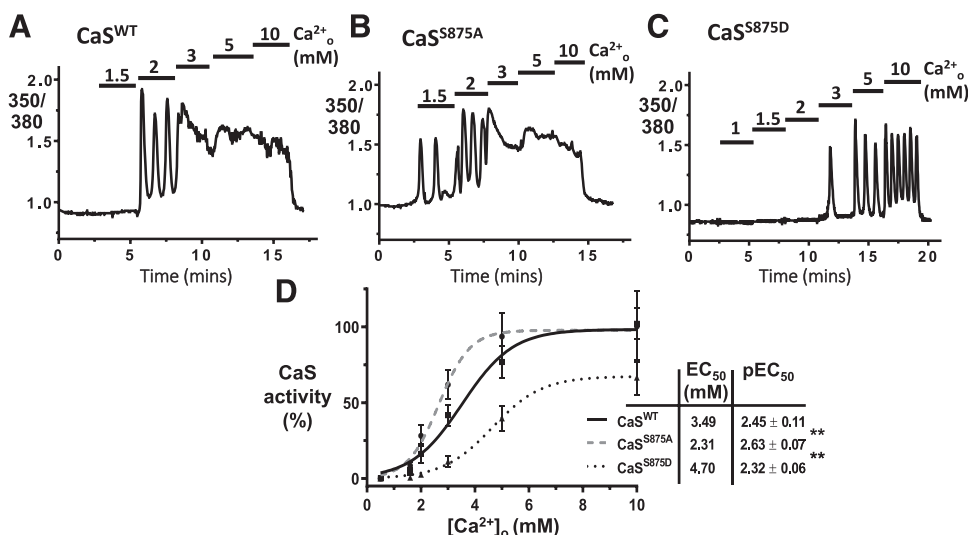 A
CaS^WT
Ca²⁺o
(mM)
1.5
2
3
5
10
350/
380
2.0
1.5
1.0
0
5
10
15
Time (mins)
B
CaS^S875A
Ca²⁺o
(mM)
1.5
2
3
5
10
350/
380
2.0
1.5
1.0
0
5
10
15
Time (mins)
C
CaS^S875D
Ca²⁺o
(mM)
1
1.5
2
3
5
10
350/
380
2.0
1.5
1.0
0
5
10
15
20
Time (mins)
D
CaS
activity
(%)
100
50
0
0
2
4
6
8
10
[Ca²⁺]o (mM)
EC50
(mM)
pEC50
CaS^WT 3.49 2.45 ± 0.11
**
CaS^S875A 2.31 2.63 ± 0.07
**
CaS^S875D 4.70 2.32 ± 0.06